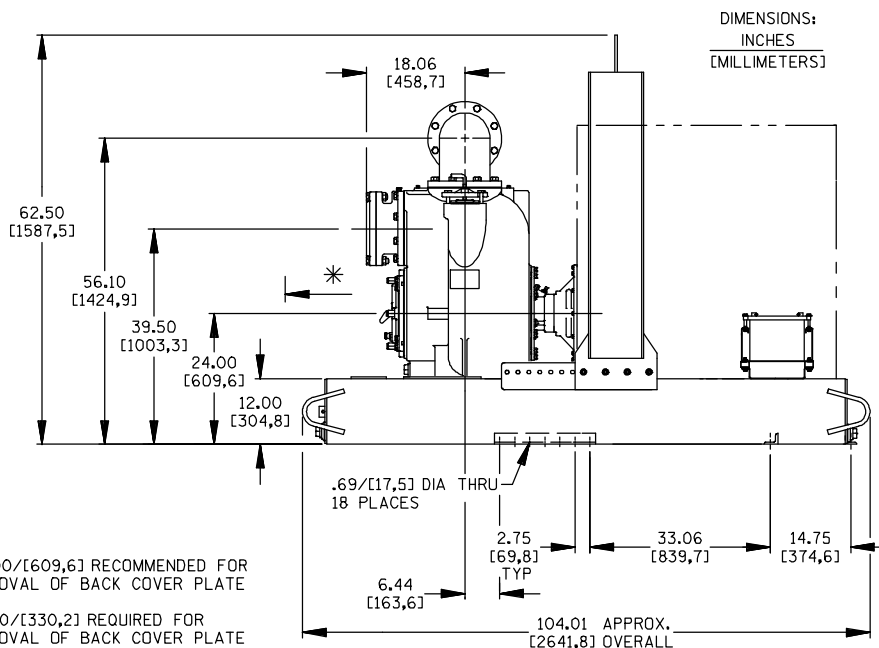 DIMENSIONS:
INCHES
[MILLIMETERS]
18.06
[458,7]
62.50
[1587,5]
56.10
[1424,9]
39.50
[1003,3]
24.00
[609,6]
12.00
[304,8]
.69/[17,5] DIA THRU
18 PLACES
2.75
[69,8]
TYP
33.06
[839,7]
14.75
[374,6]
6.44
[163,6]
104.01 APPROX.
[2641,8] OVERALL
/[609,6] RECOMMENDED FOR
OF BACK COVER PLATE
/[330,2] REQUIRED FOR
OF BACK COVER PLATE